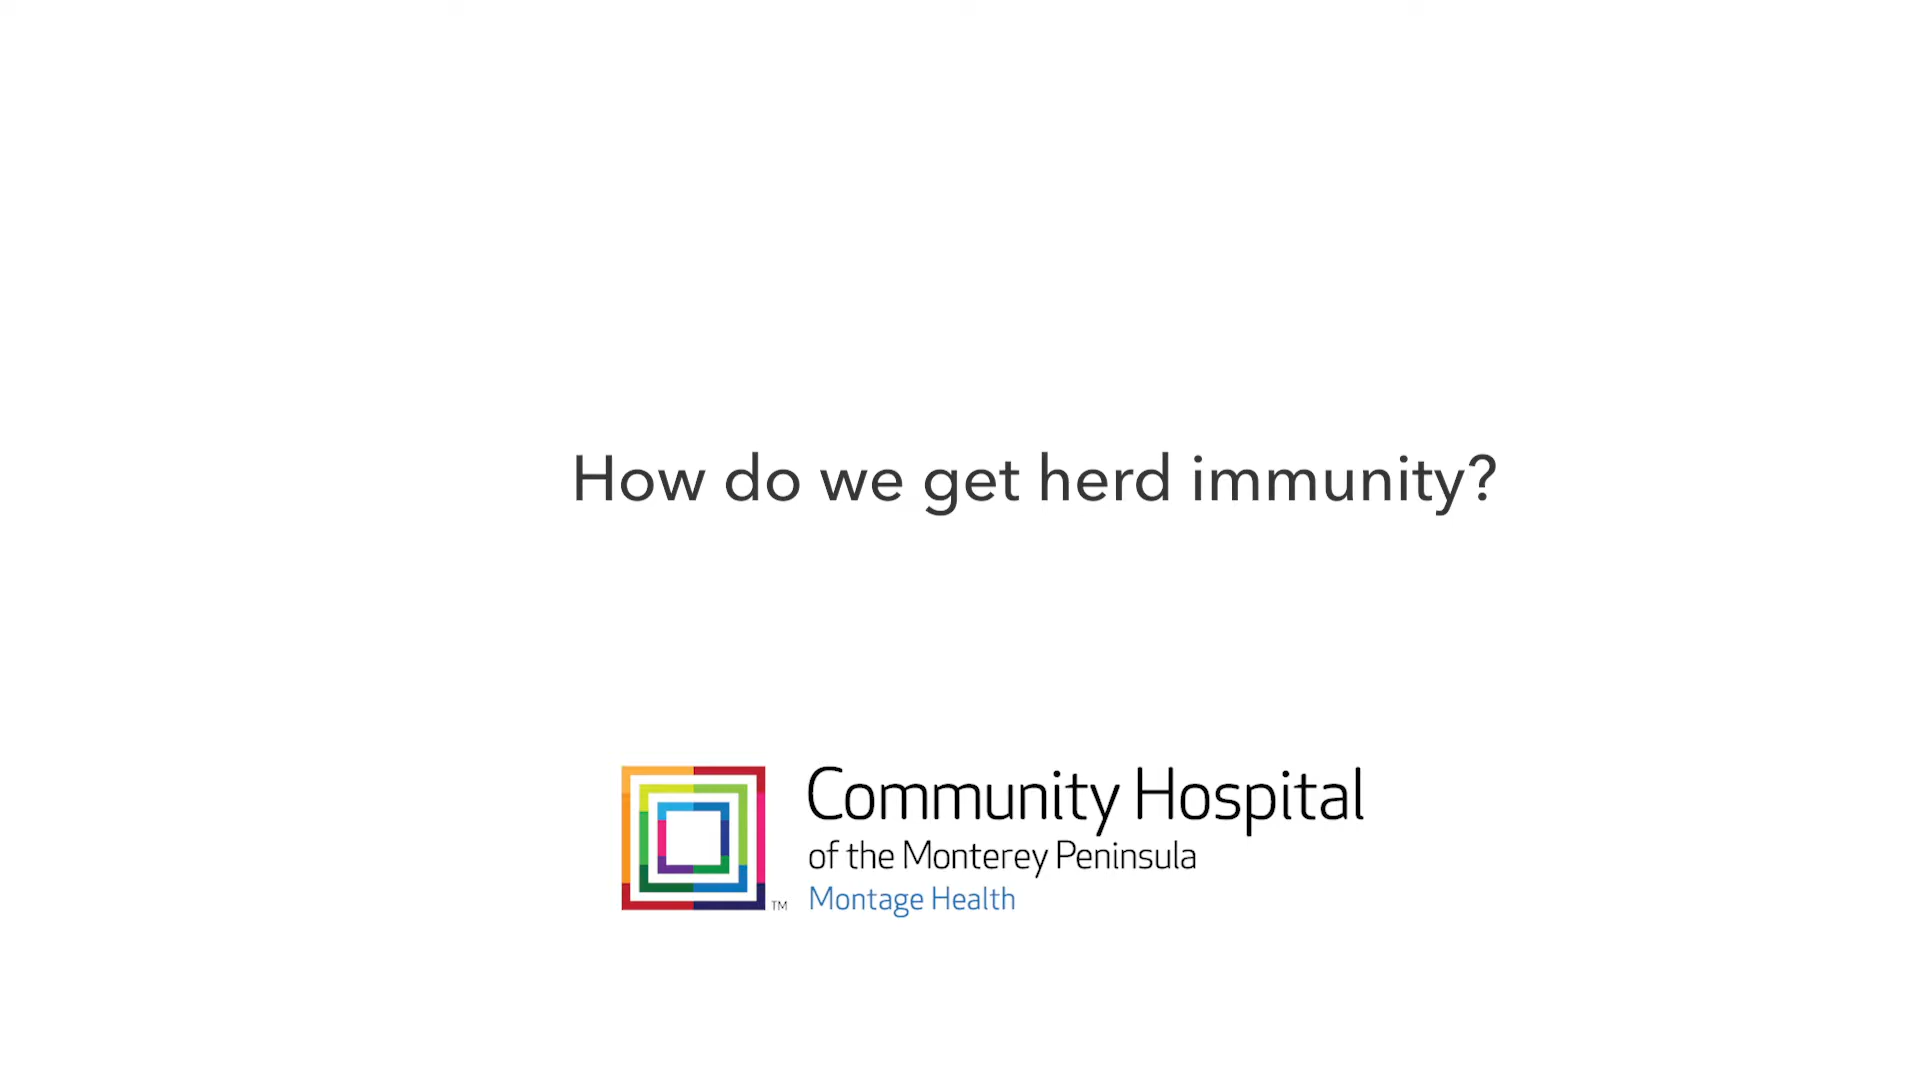 How do we get herd immunity?
Community Hospital
of the Monterey Peninsula
TM Montage Health